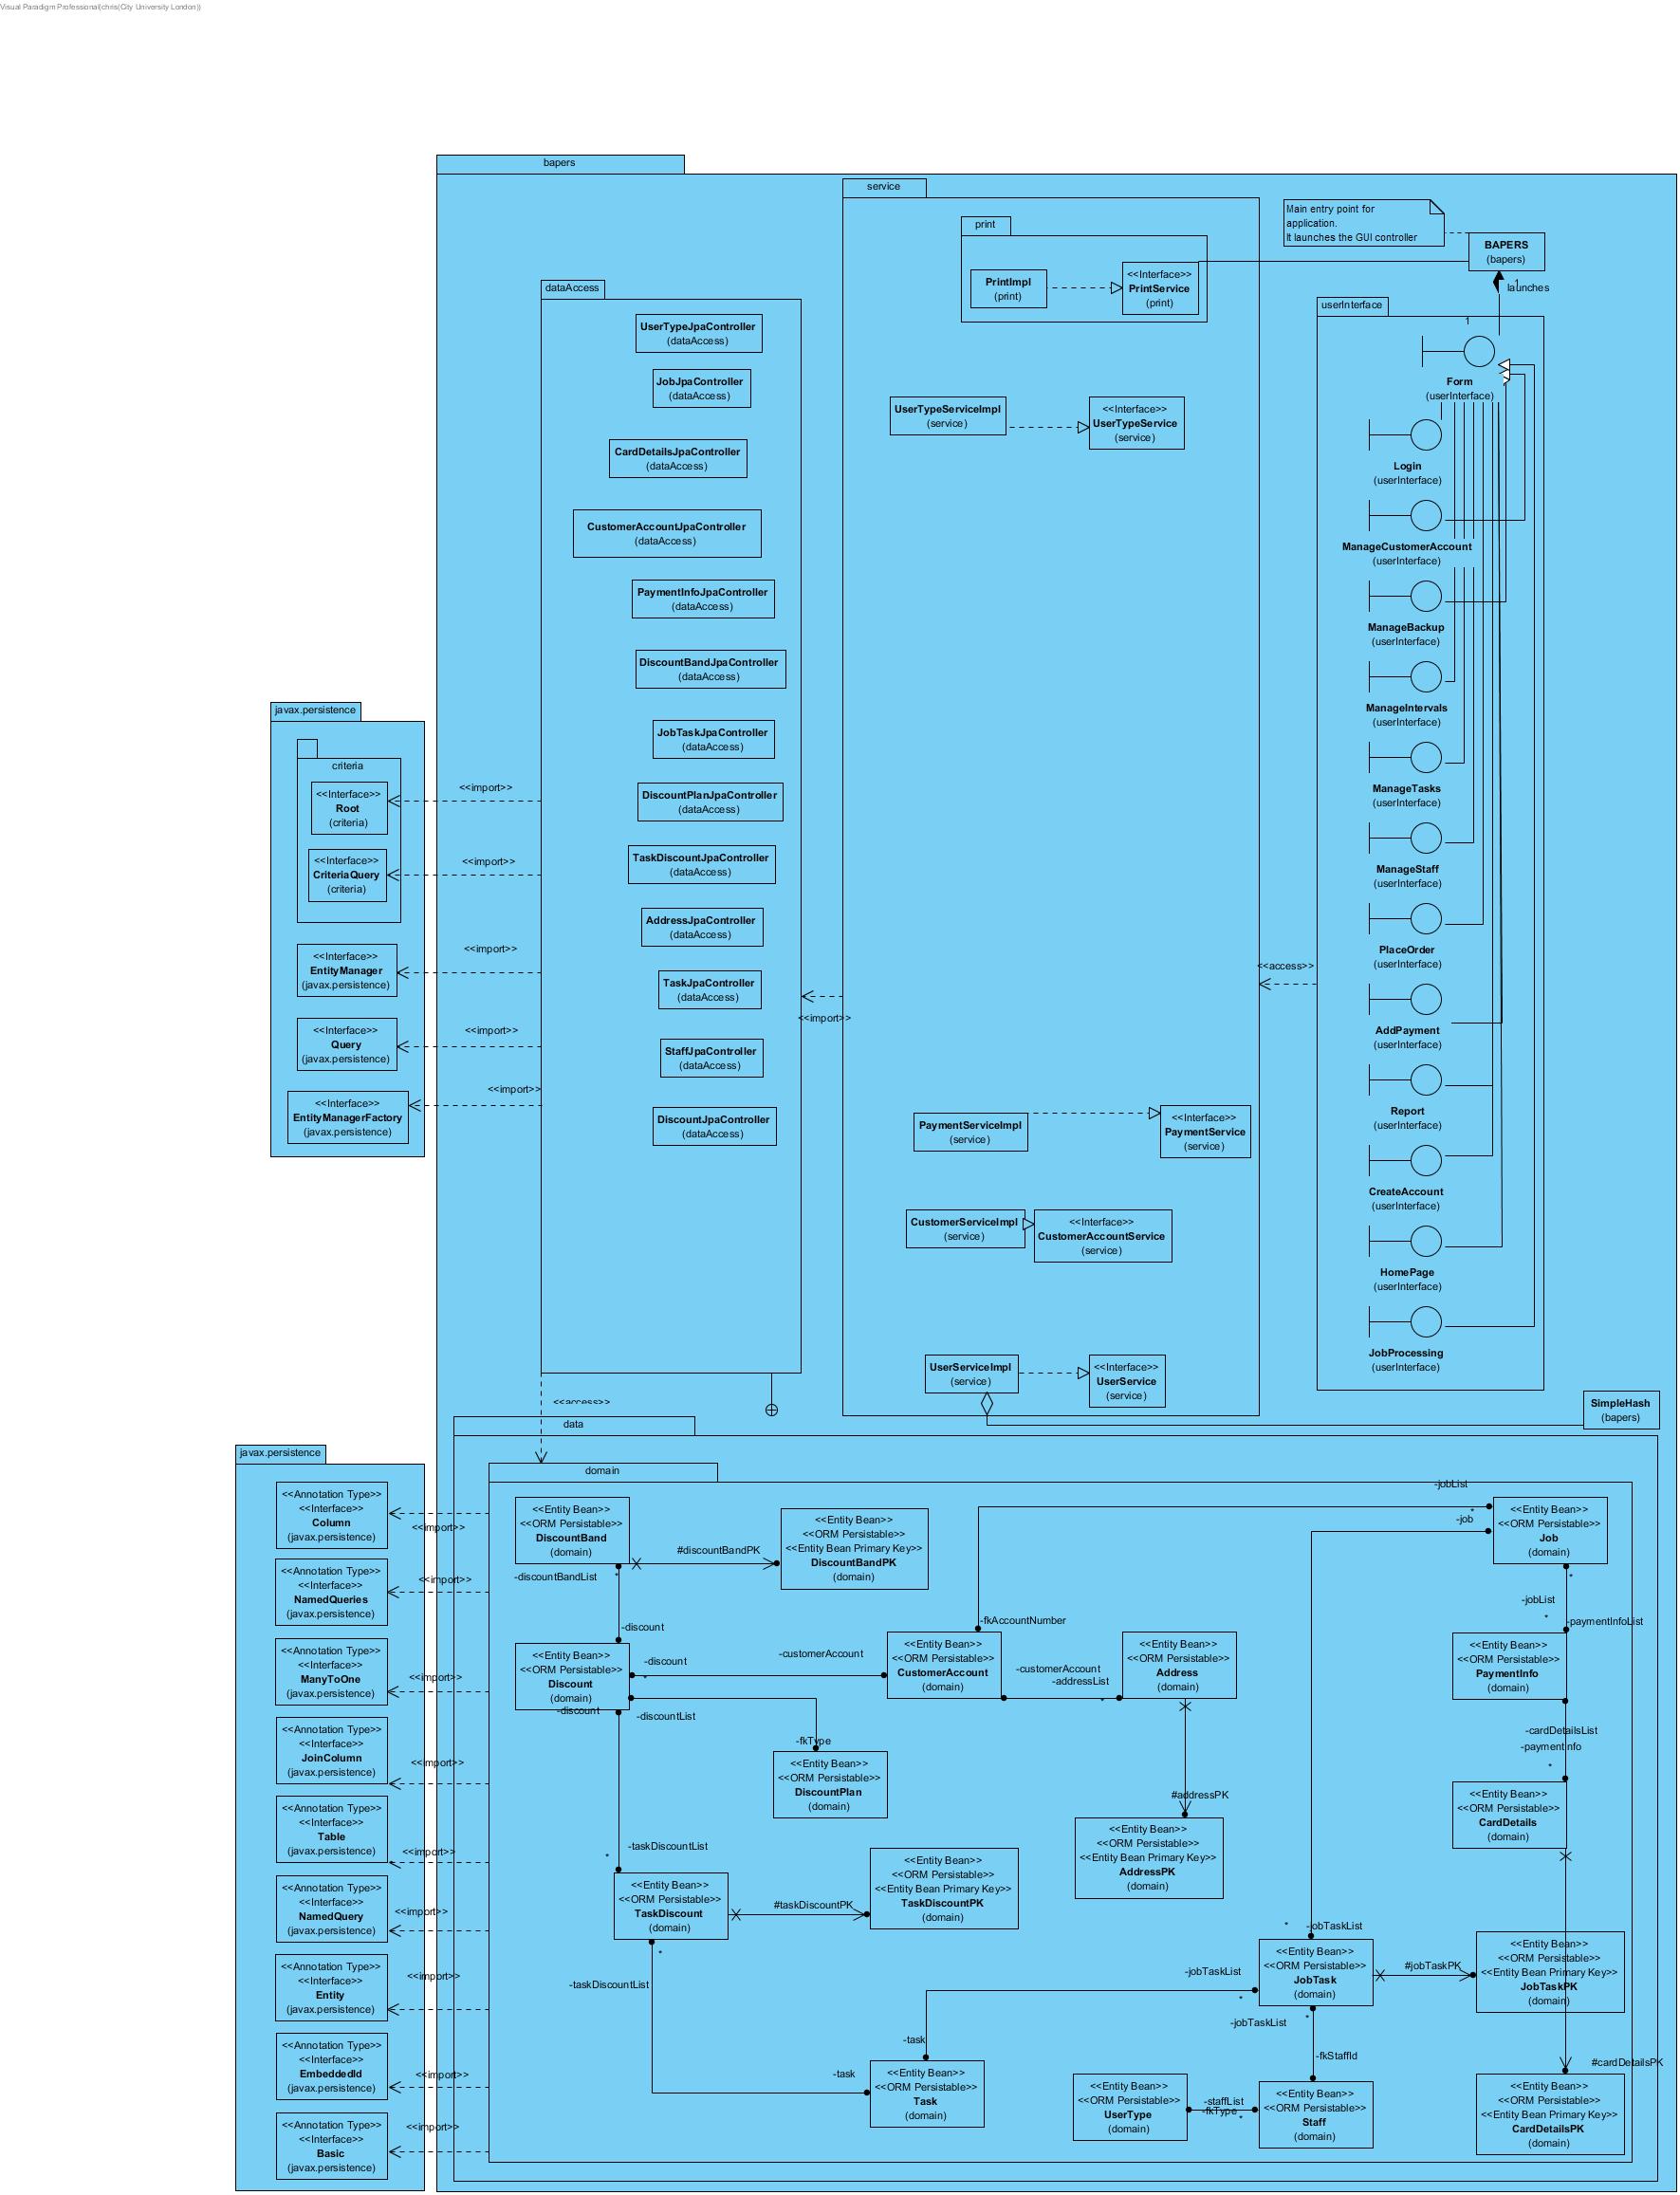 Visual Paradigm Professional(chris(City University London))
bapers
service
print
PrintImpl
(print)
<<Interface>>
PrintService
(print)
Main entry point for
application.
It launches the GUI controller
BAPERS
(bapers)
1
launches
dataAccess
UserTypeJpaController
(dataAccess)
JobJpaController
(dataAccess)
CardDetailsJpaController
(dataAccess)
CustomerAccountJpaController
(dataAccess)
PaymentInfoJpaController
(dataAccess)
DiscountBandJpaController
(dataAccess)
JobTaskJpaController
(dataAccess)
DiscountPlanJpaController
(dataAccess)
TaskDiscountJpaController
(dataAccess)
AddressJpaController
(dataAccess)
TaskJpaController
(dataAccess)
StaffJpaController
(dataAccess)
DiscountJpaController
(dataAccess)
UserTypeServiceImpl
(service)
<<Interface>>
UserTypeService
(service)
PaymentServiceImpl
(service)
<<Interface>>
PaymentService
(service)
CustomerServiceImpl
(service)
<<Interface>>
CustomerAccountService
(service)
UserServiceImpl
(service)
<<Interface>>
UserService
(service)
userInterface
1
Form
(userInterface)
Login
(userInterface)
ManageCustomerAccount
(userInterface)
ManageBackup
(userInterface)
ManageIntervals
(userInterface)
ManageTasks
(userInterface)
ManageStaff
(userInterface)
PlaceOrder
(userInterface)
AddPayment
(userInterface)
Report
(userInterface)
CreateAccount
(userInterface)
HomePage
(userInterface)
JobProcessing
(userInterface)
SimpleHash
(bapers)
<<access>>
<<import>>
javax.persistence
criteria
<<Interface>>
Root
(criteria)
<<Interface>>
CriteriaQuery
(criteria)
<<Interface>>
EntityManager
(javax.persistence)
<<Interface>>
Query
(javax.persistence)
<<Interface>>
EntityManagerFactory
(javax.persistence)
<<import>>
<<import>>
<<import>>
<<import>>
<<import>>
<<access>>
data
domain
javax.persistence
<<Annotation Type>>
<<Interface>>
Column
(javax.persistence)
<<import>>
<<Annotation Type>>
<<Interface>>
NamedQueries
(javax.persistence)
<<import>>
<<Annotation Type>>
<<Interface>>
ManyToOne
(javax.persistence)
<<import>>
<<Annotation Type>>
<<Interface>>
JoinColumn
(javax.persistence)
<<import>>
<<Annotation Type>>
<<Interface>>
Table
(javax.persistence)
<<import>>
<<Annotation Type>>
<<Interface>>
NamedQuery
(javax.persistence)
<<import>>
<<Annotation Type>>
<<Interface>>
Entity
(javax.persistence)
<<import>>
<<Annotation Type>>
<<Interface>>
EmbeddedId
(javax.persistence)
<<import>>
<<Annotation Type>>
<<Interface>>
Basic
(javax.persistence)
<<import>>
<<Entity Bean>>
<<ORM Persistable>>
DiscountBand
(domain)
-discountBandList
*
#discountBandPK
<<Entity Bean>>
<<ORM Persistable>>
<<Entity Bean Primary Key>>
DiscountBandPK
(domain)
-jobList
*
-job
<<Entity Bean>>
<<ORM Persistable>>
Job
(domain)
*
-jobList
*
-paymentInfoList
-discount
<<Entity Bean>>
<<ORM Persistable>>
Discount
(domain)
-discount
-discount
*
-discountList
-customerAccount
-fkAccountNumber
<<Entity Bean>>
<<ORM Persistable>>
CustomerAccount
(domain)
-customerAccount
-addressList
*
<<Entity Bean>>
<<ORM Persistable>>
Address
(domain)
<<Entity Bean>>
<<ORM Persistable>>
PaymentInfo
(domain)
-cardDetailsList
-paymentInfo
*
-fkType
<<Entity Bean>>
<<ORM Persistable>>
DiscountPlan
(domain)
#addressPK
<<Entity Bean>>
<<ORM Persistable>>
<<Entity Bean Primary Key>>
AddressPK
(domain)
<<Entity Bean>>
<<ORM Persistable>>
CardDetails
(domain)
-taskDiscountList
*
<<Entity Bean>>
<<ORM Persistable>>
TaskDiscount
(domain)
*
#taskDiscountPK
<<Entity Bean>>
<<ORM Persistable>>
<<Entity Bean Primary Key>>
TaskDiscountPK
(domain)
-taskDiscountList
*
-jobTaskList
-jobTaskList
*
<<Entity Bean>>
<<ORM Persistable>>
JobTask
(domain)
#jobTaskPK
<<Entity Bean>>
<<ORM Persistable>>
<<Entity Bean Primary Key>>
JobTaskPK
(domain)
-jobTaskList
*
-task
-task
-fkStaffId
#cardDetailsPK
<<Entity Bean>>
<<ORM Persistable>>
Task
(domain)
<<Entity Bean>>
<<ORM Persistable>>
UserType
(domain)
-staffList
-fkType
*
<<Entity Bean>>
<<ORM Persistable>>
Staff
(domain)
<<Entity Bean>>
<<ORM Persistable>>
<<Entity Bean Primary Key>>
CardDetailsPK
(domain)